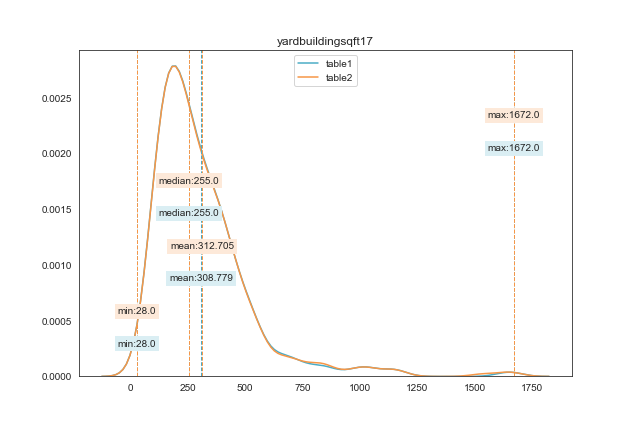 yardbuildingsqft17
table1
table2
0.0025
0.0020
0.0015
0.0010
0.0005
0.0000
max:1672.0
max:1672.0
median:255.0
median:255.0
mean:312.705
mean:308.779
min:28.0
min:28.0
0
250
500
750
1000
1250
1500
1750